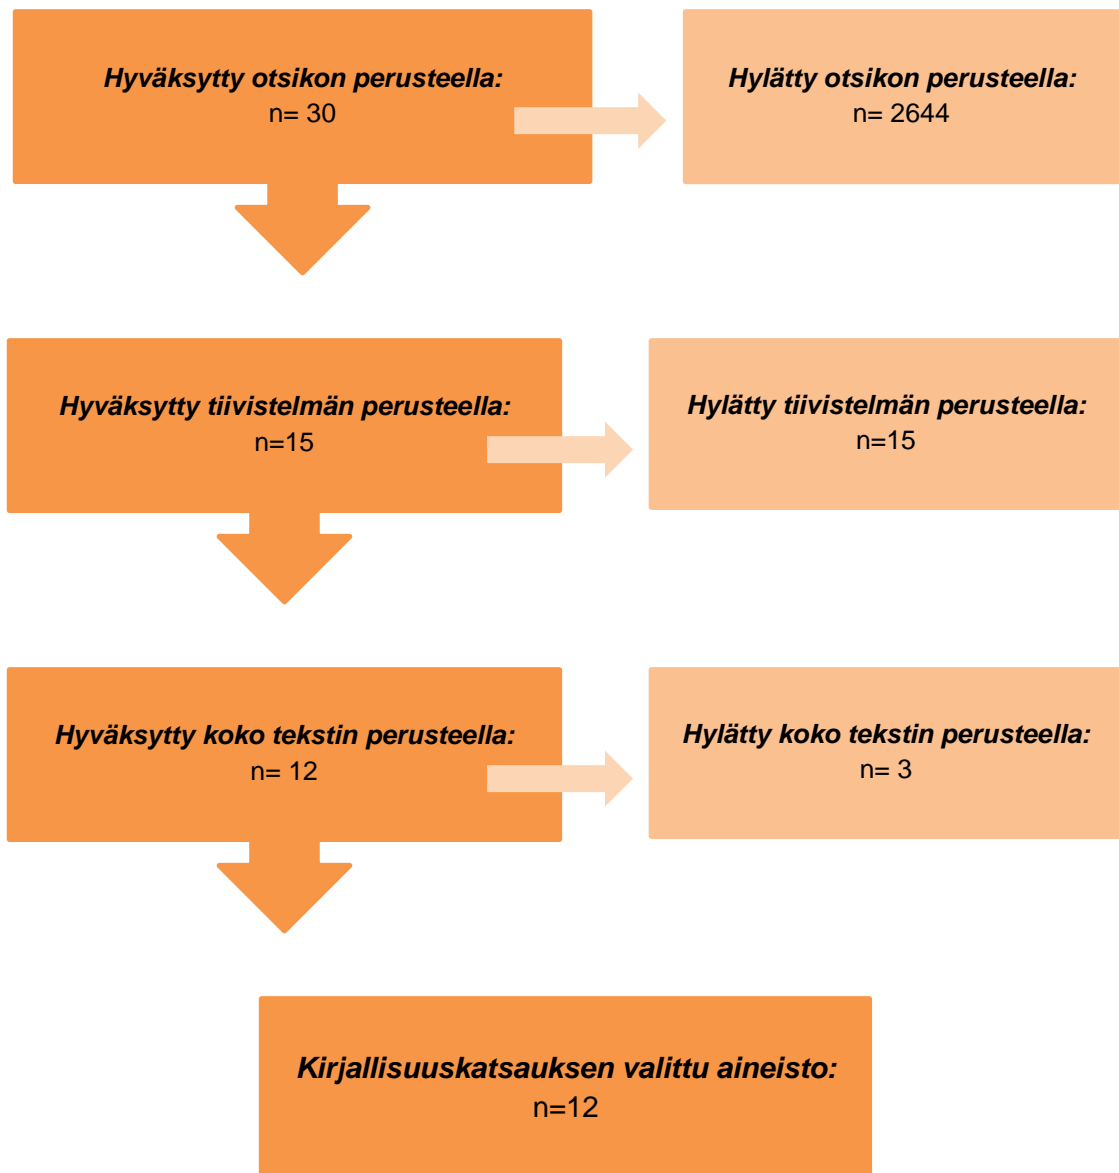 Hyväksytty otsikon perusteella:
n= 30
Hylätty otsikon perusteella:
n= 2644
Hyväksytty tiivistelmän perusteella:
n=15
Hylätty tiivistelmän perusteella:
n=15
Hyväksytty koko tekstin perusteella:
n= 12
Hylätty koko tekstin perusteella:
n= 3
Kirjallisuuskatsauksen valittu aineisto:
n=12